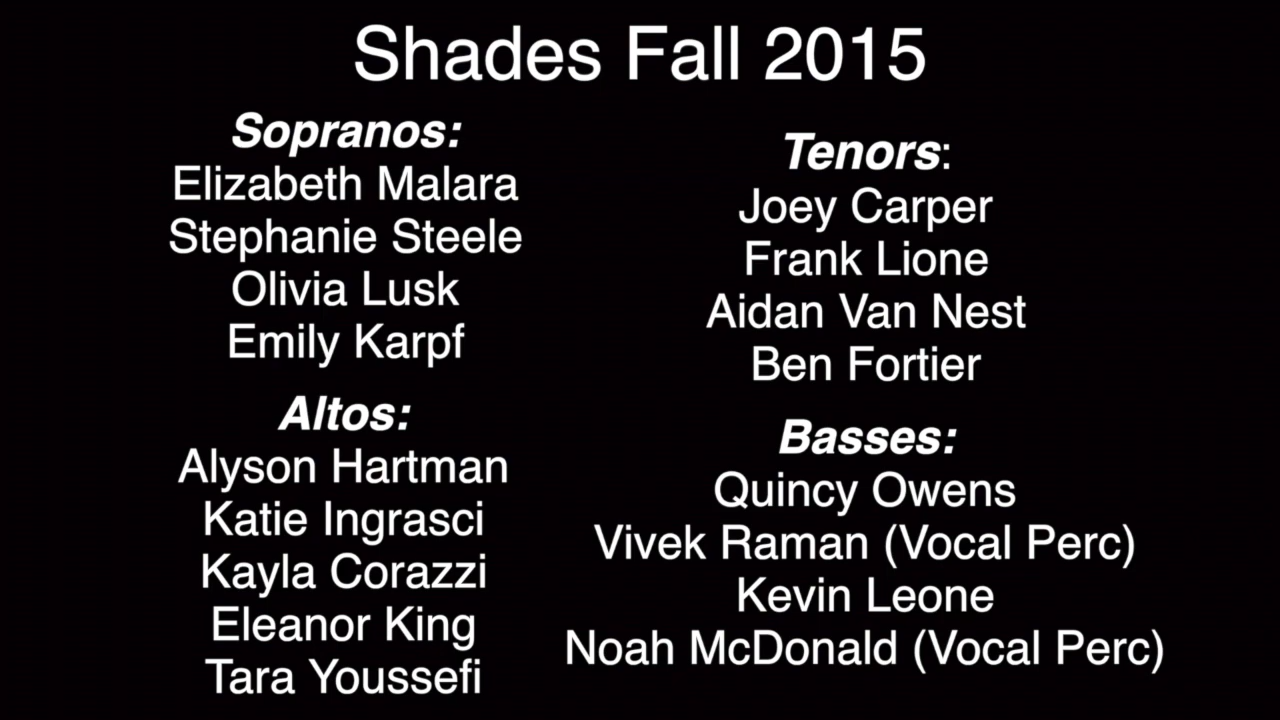 Shades Fall 2015
Sopranos:
Elizabeth Malara
Stephanie Steele
Olivia Lusk
Emily Karpf
Altos:
Alyson Hartman
Katie Ingrasci
Kayla Corazzi
Eleanor King
Tara Youssefi
Tenors:
Joey Carper
Frank Lione
Aidan Van Nest
Ben Fortier
Basses:
Quincy Owens
Vivek Raman (Vocal Perc)
Kevin Leone
Noah McDonald (Vocal Perc)